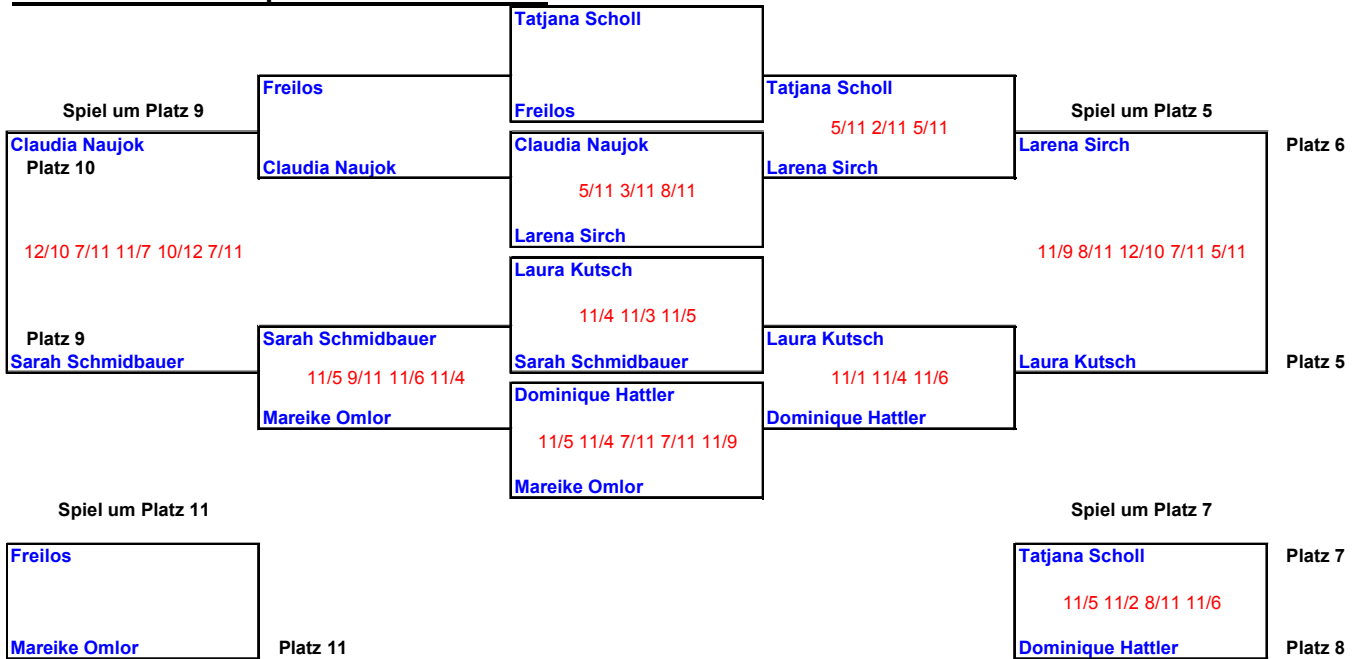 Tatjana Scholl
Freilos
Tatjana Scholl
Spiel um Platz 9
Freilos
Spiel um Platz 5
5/11 2/11 5/11
Claudia Naujok
Claudia Naujok
Larena Sirch
Platz 6
Platz 10
Claudia Naujok
Larena Sirch
5/11 3/11 8/11
Larena Sirch
12/10 7/11 11/7 10/12 7/11
11/9 8/11 12/10 7/11 5/11
Laura Kutsch
11/4 11/3 11/5
Platz 9
Sarah Schmidbauer
Laura Kutsch
Sarah Schmidbauer
Sarah Schmidbauer
Laura Kutsch
Platz 5
11/5 9/11 11/6 11/4
11/1 11/4 11/6
Dominique Hattler
Mareike Omlor
Dominique Hattler
11/5 11/4 7/11 7/11 11/9
Mareike Omlor
Spiel um Platz 11
Spiel um Platz 7
Freilos
Tatjana Scholl
Platz 7
11/5 11/2 8/11 11/6
Mareike Omlor
Platz 11
Dominique Hattler
Platz 8